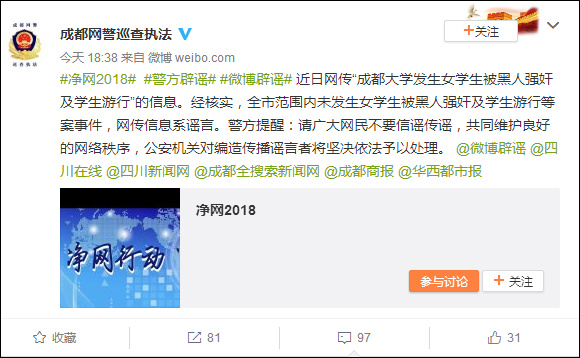 成都网警
巡查执法
成都网警巡查执法
+关注
今天 18:38 来自 微博 weibo.com
#净网2018# #警方辟谣# #微博辟谣# 近日网传“成都大学发生女学生被黑人强奸
及学生游行”的信息。经核实，全市范围内未发生女学生被黑人强奸及学生游行等
案事件，网传信息系谣言。警方提醒：请广大网民不要信谣传谣，共同维护良好
的网络秩序，公安机关对编造传播谣言者将坚决依法予以处理。 @微博辟谣 @四
川在线 @四川新闻网 @成都全搜索新闻网 @成都商报 @华西都市报
净网2018
净网行动
参与讨论
+ 关注
收藏
81
97
31